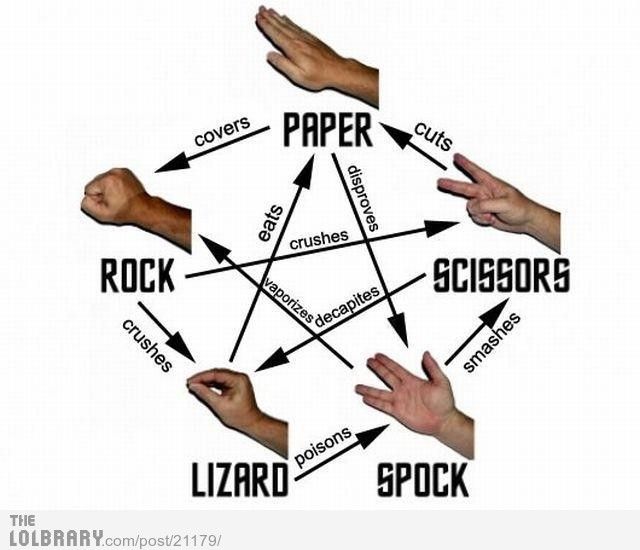 PAPER
covers
cuts
disproves
eats
crushes
ROCK
SCISSORS
vaporizes
decapites
crushes
smashes
poisons
LIZARD
SPOCK
THE
LOLBRARY.com/post/21179/